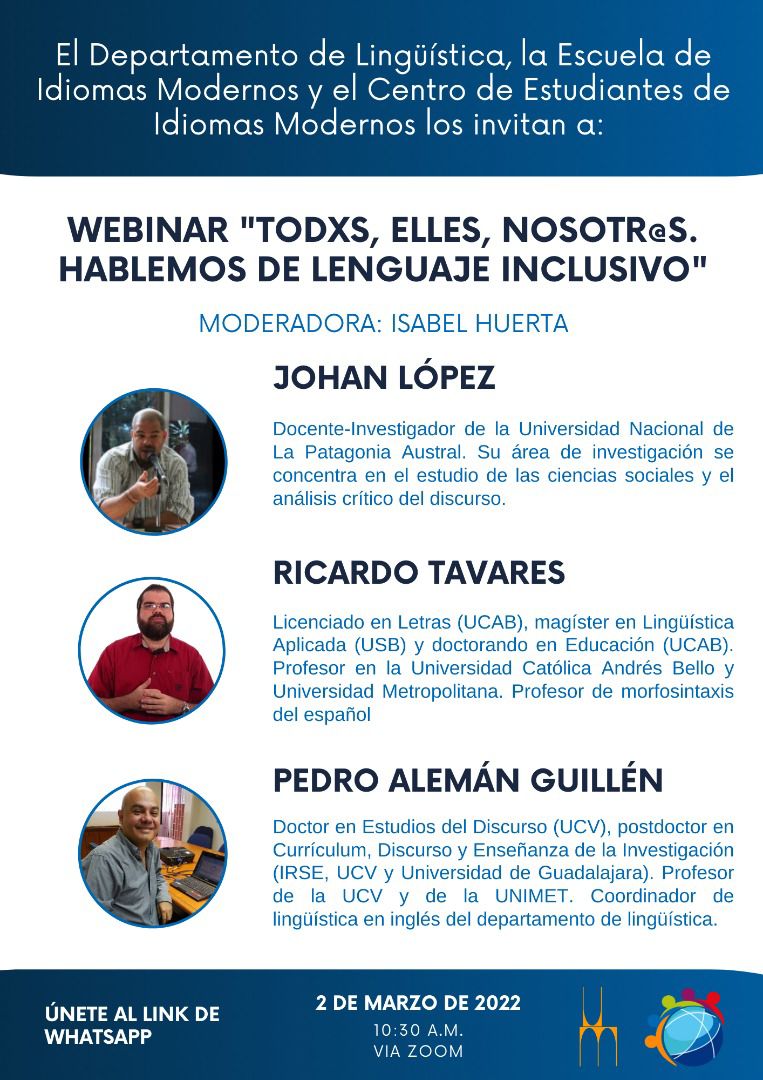 El Departamento de Lingüística, la Escuela de
Idiomas Modernos y el Centro de Estudiantes de
Idiomas Modernos los invitan a:
WEBINAR "TODXS, ELLES, NOSOTR@S.
HABLEMOS DE LENGUAJE INCLUSIVO"
MODERADORA: ISABEL HUERTA
JOHAN LÓPEZ
Docente-Investigador de la Universidad Nacional de
La Patagonia Austral. Su área de investigación se
concentra en el estudio de las ciencias sociales y el
análisis crítico del discurso.
RICARDO TAVARES
Licenciado en Letras (UCAB), magíster en Lingüística
Aplicada (USB) y doctorando en Educación (UCAB).
Profesor en la Universidad Católica Andrés Bello y
Universidad Metropolitana. Profesor de morfosintaxis
del español
PEDRO ALEMÁN GUILLÉN
Doctor en Estudios del Discurso (UCV), postdoctor en
Currículum, Discurso y Enseñanza de la Investigación
(IRSE, UCV y Universidad de Guadalajara). Profesor
de la UCV y de la UNIMET. Coordinador de
lingüística en inglés del departamento de lingüística.
ÚNETE AL LINK DE
WHATSAPP
2 DE MARZO DE 2022
10:30 A.M.
VIA ZOOM